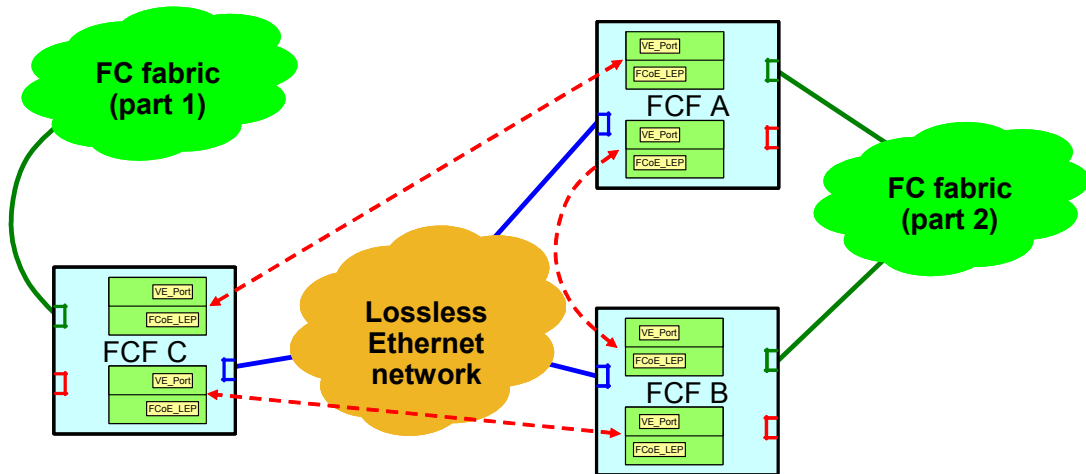 FC fabric
(part 1)
VE_Port
FCoE_LEP
FCF A
VE_Port
FCoE_LEP
FC fabric
(part 2)
VE_Port
FCoE_LEP
FCF C
VE_Port
FCoE_LEP
Lossless
Ethernet
network
VE_Port
FCoE_LEP
FCF B
VE_Port
FCoE_LEP